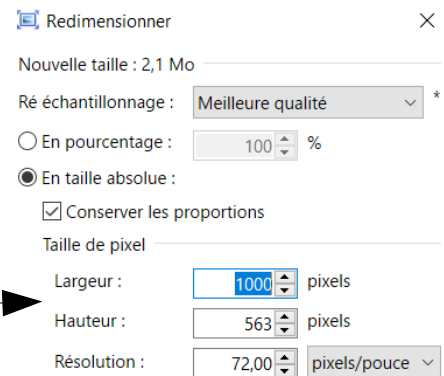 Redimensionner
Nouvelle taille : 2,1 Mo
Ré échantillonnage : Meilleure qualité *
En pourcentage : 100 %
En taille absolue :
Conserver les proportions
Taille de pixel
Largeur : 1000 pixels
Hauteur : 563 pixels
Résolution : 72,00 pixels/pouce